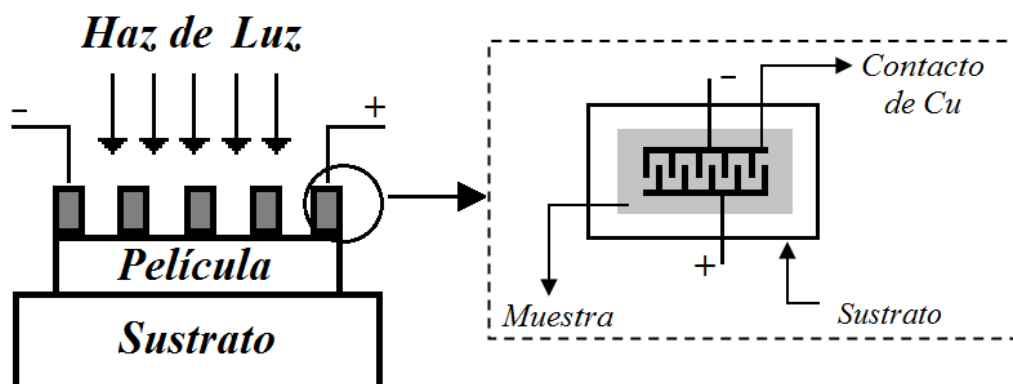 Haz de Luz
−
+
Película
Sustrato
−
Contacto
de Cu
+
Muestra
Sustrato